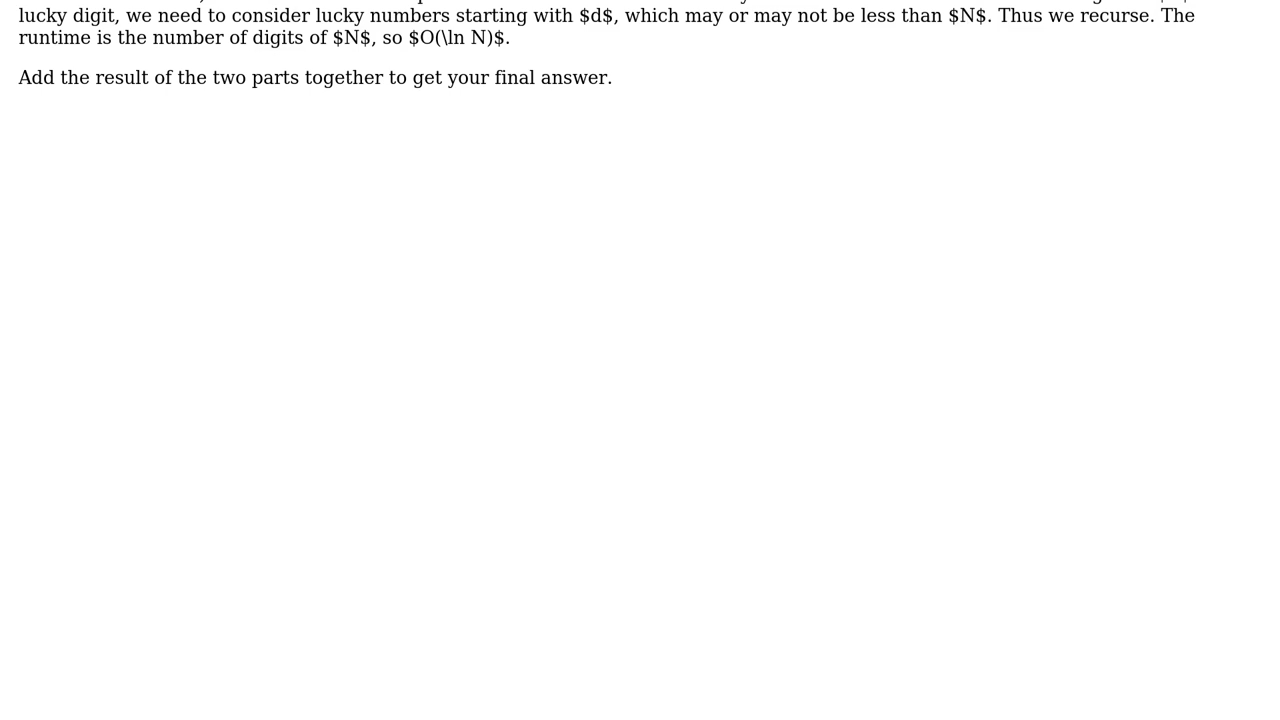 lucky digit, we need to consider lucky numbers starting with $d$, which may or may not be less than $N$. Thus we recurse. The
runtime is the number of digits of $N$, so $O(\ln N)$.
Add the result of the two parts together to get your final answer.